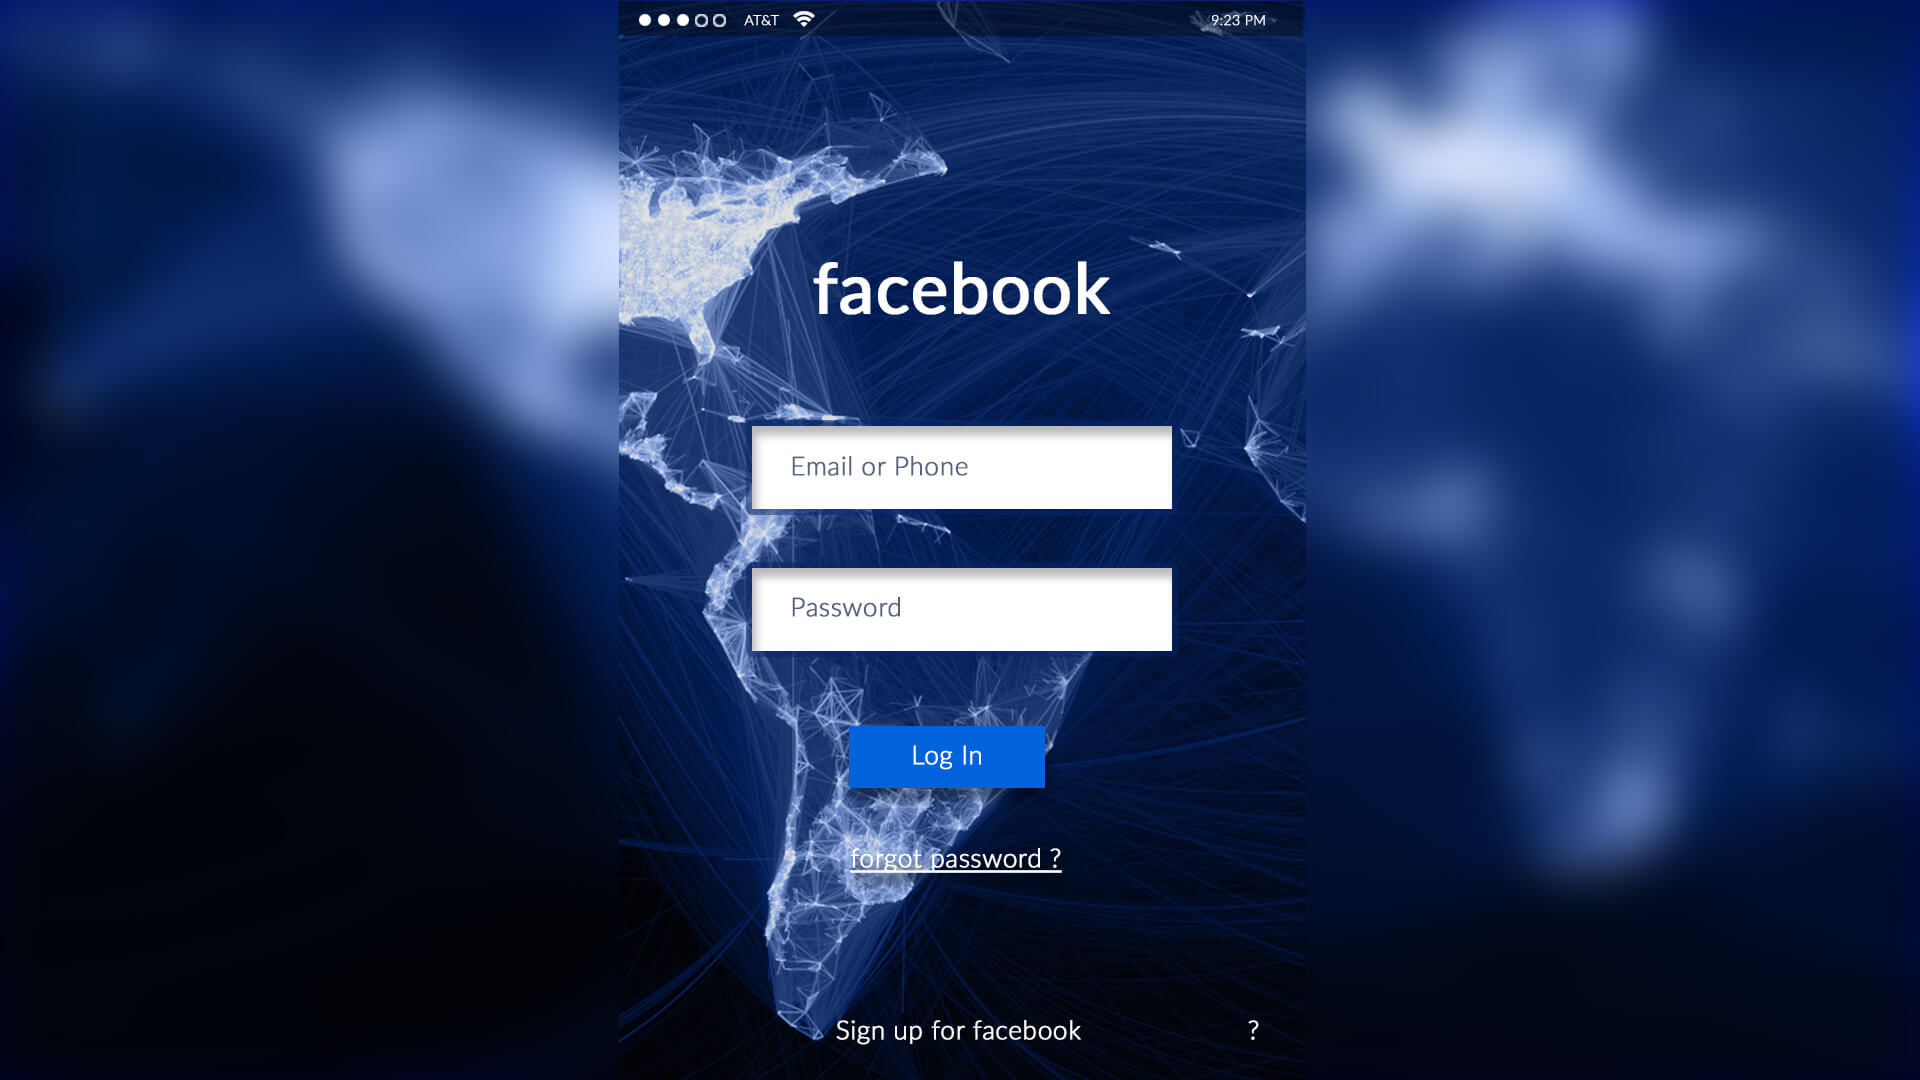 AT&T 9:23 PM
facebook
Email or Phone
Password
Log In
forgot password ?
Sign up for facebook ?